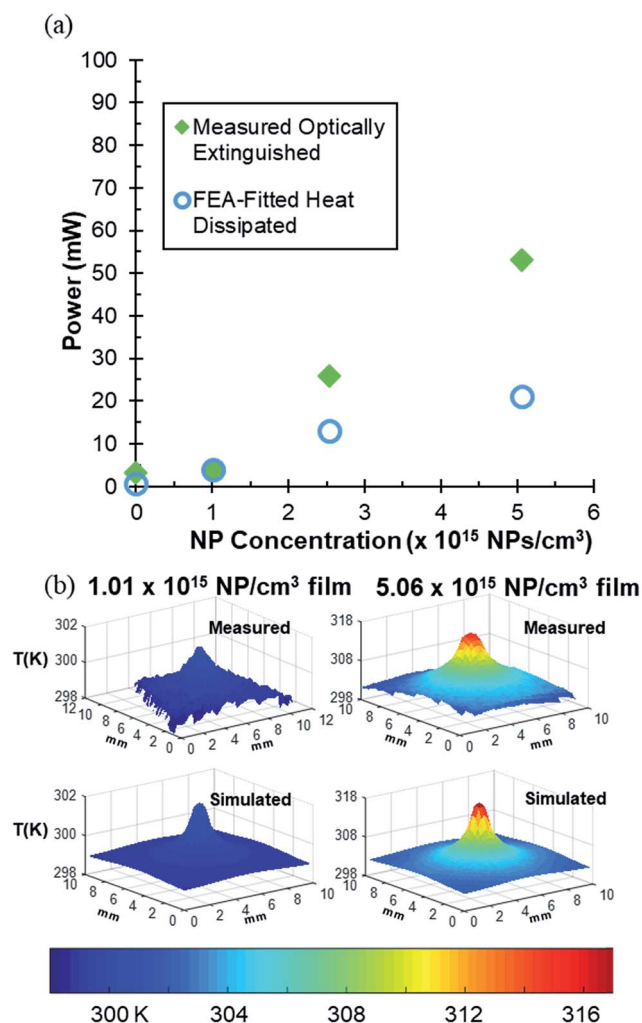 (a)
100
90
80
70
60
50
40
30
20
10
0
Power (mW)
Measured Optically
Extinguished
FEA-Fitted Heat
Dissipated
0 1 2 3 4 5 6
NP Concentration (x 10¹⁵ NPs/cm³)
(b) 1.01 x 10¹⁵ NP/cm³ film 5.06 x 10¹⁵ NP/cm³ film
302
300
298
T(K)
Measured
12 10 8 6 4 2 0
mm
0 2 4 6 8 10 12
mm
318
308
298
Measured
8 6 4 2 0
mm
0 2 4 6 8 10
mm
302
300
298
T(K)
Simulated
10 8 6 4 2 0
mm
0 2 4 6 8 10
mm
318
308
298
Simulated
10 8 6 4 2 0
mm
0 2 4 6 8 10
mm
300 K 304 308 312 316